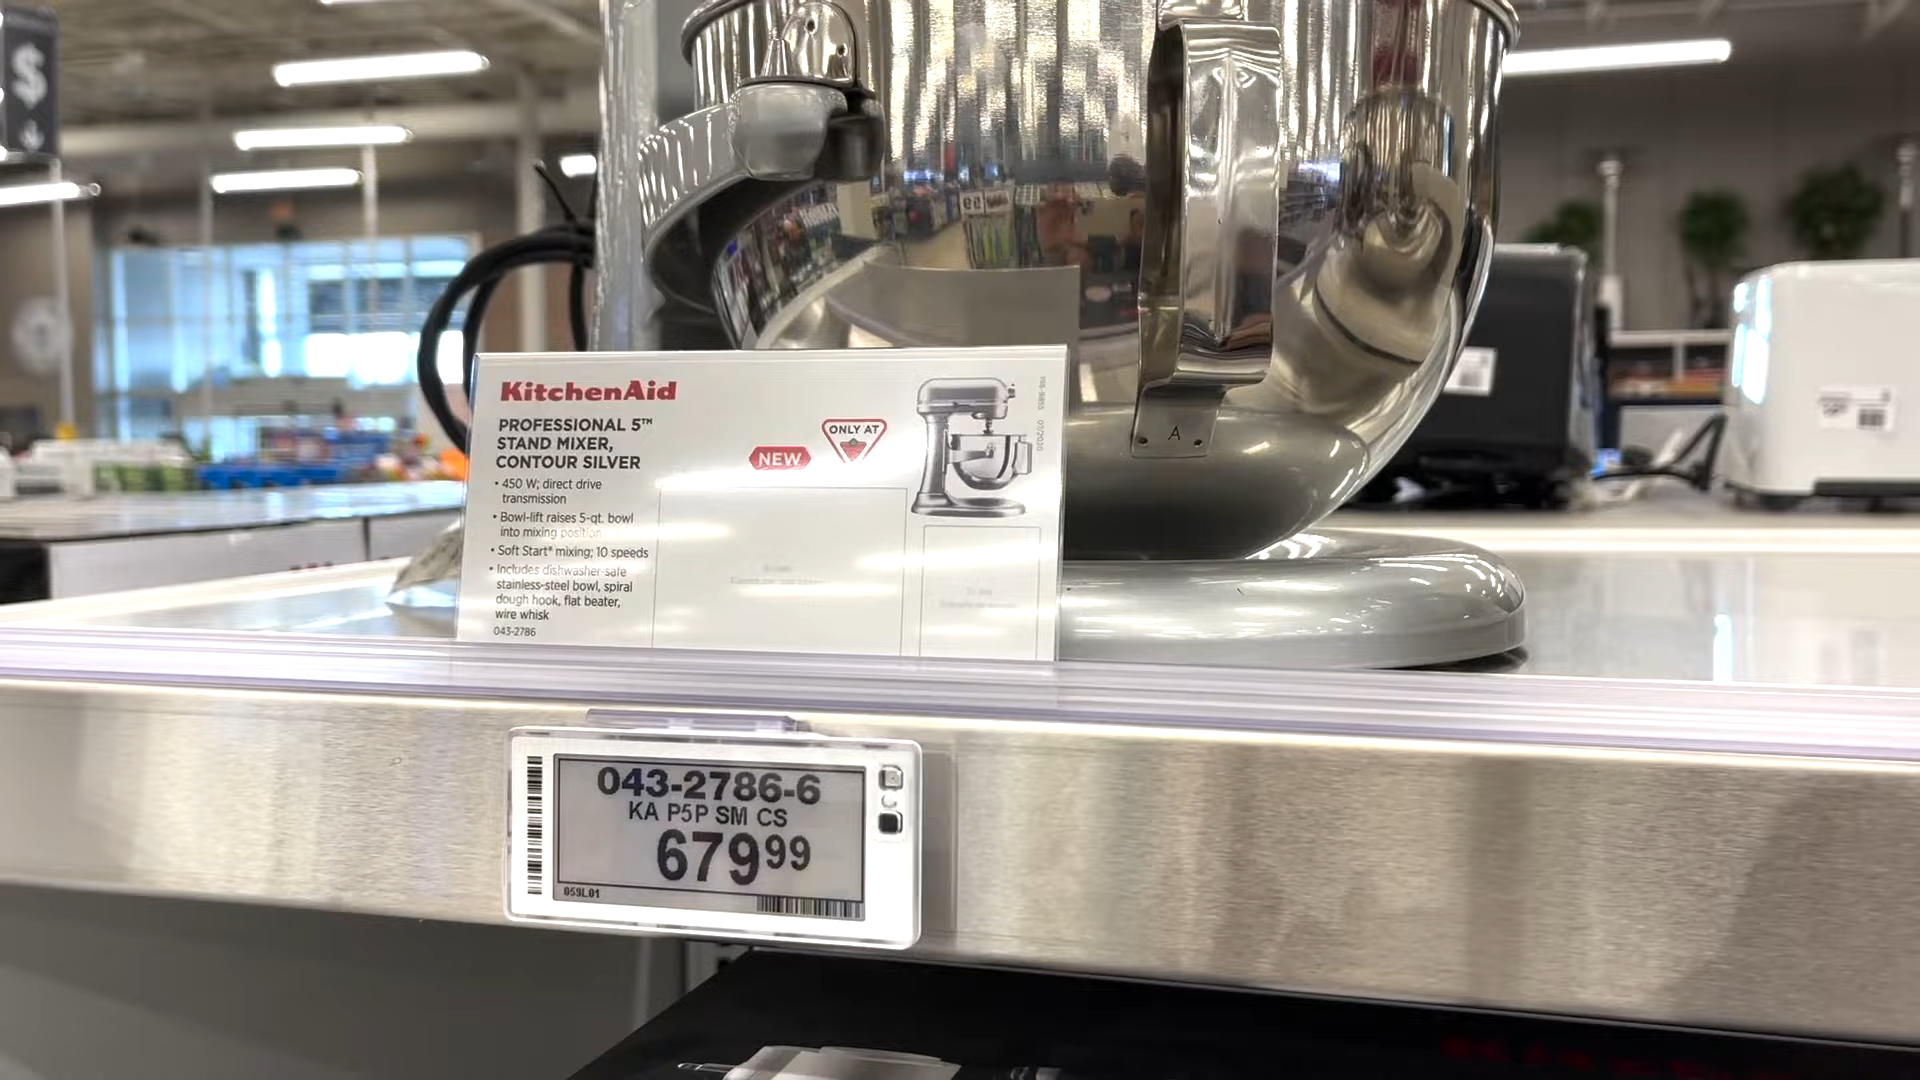 $
KitchenAid
PROFESSIONAL 5™
STAND MIXER,
CONTOUR SILVER
• 450 W; direct drive
transmission
• Bowl-lift raises 5-qt. bowl
into mixing position
• Soft Start® mixing; 10 speeds
• Includes dishwasher-safe
stainless-steel bowl, spiral
dough hook, flat beater,
wire whisk
043-2786
NEW
ONLY AT
A
043-2786-6
KA P5P SM CS
679 99
059L01